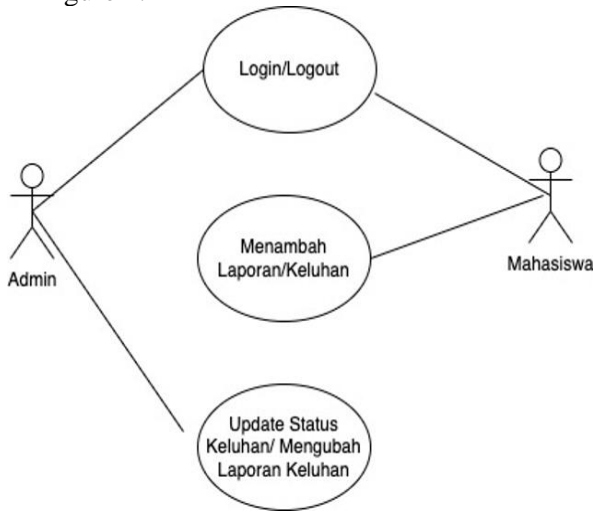 Login/Logout
Menambah
Laporan/Keluhan
Admin
Mahasiswa
Update Status
Keluhan/ Mengubah
Laporan Keluhan